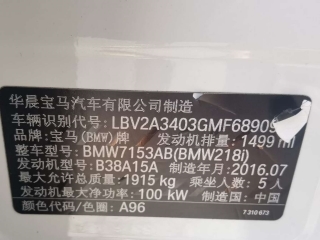 华晨宝马汽车有限公司制造
车辆识别代号: LBV2A3403GMF68909
品牌: 宝马(BMW)牌 发动机排量: 1499 ml
整车型号: BMW7153AB(BMW218i)
发动机型号: B38A15A 制造年月: 2016.07
最大允许总质量: 1915 kg 乘坐人数: 5 人
发动机最大净功率: 100 kW 制造国: 中国
颜色代码/色圈: A96
7 310 673